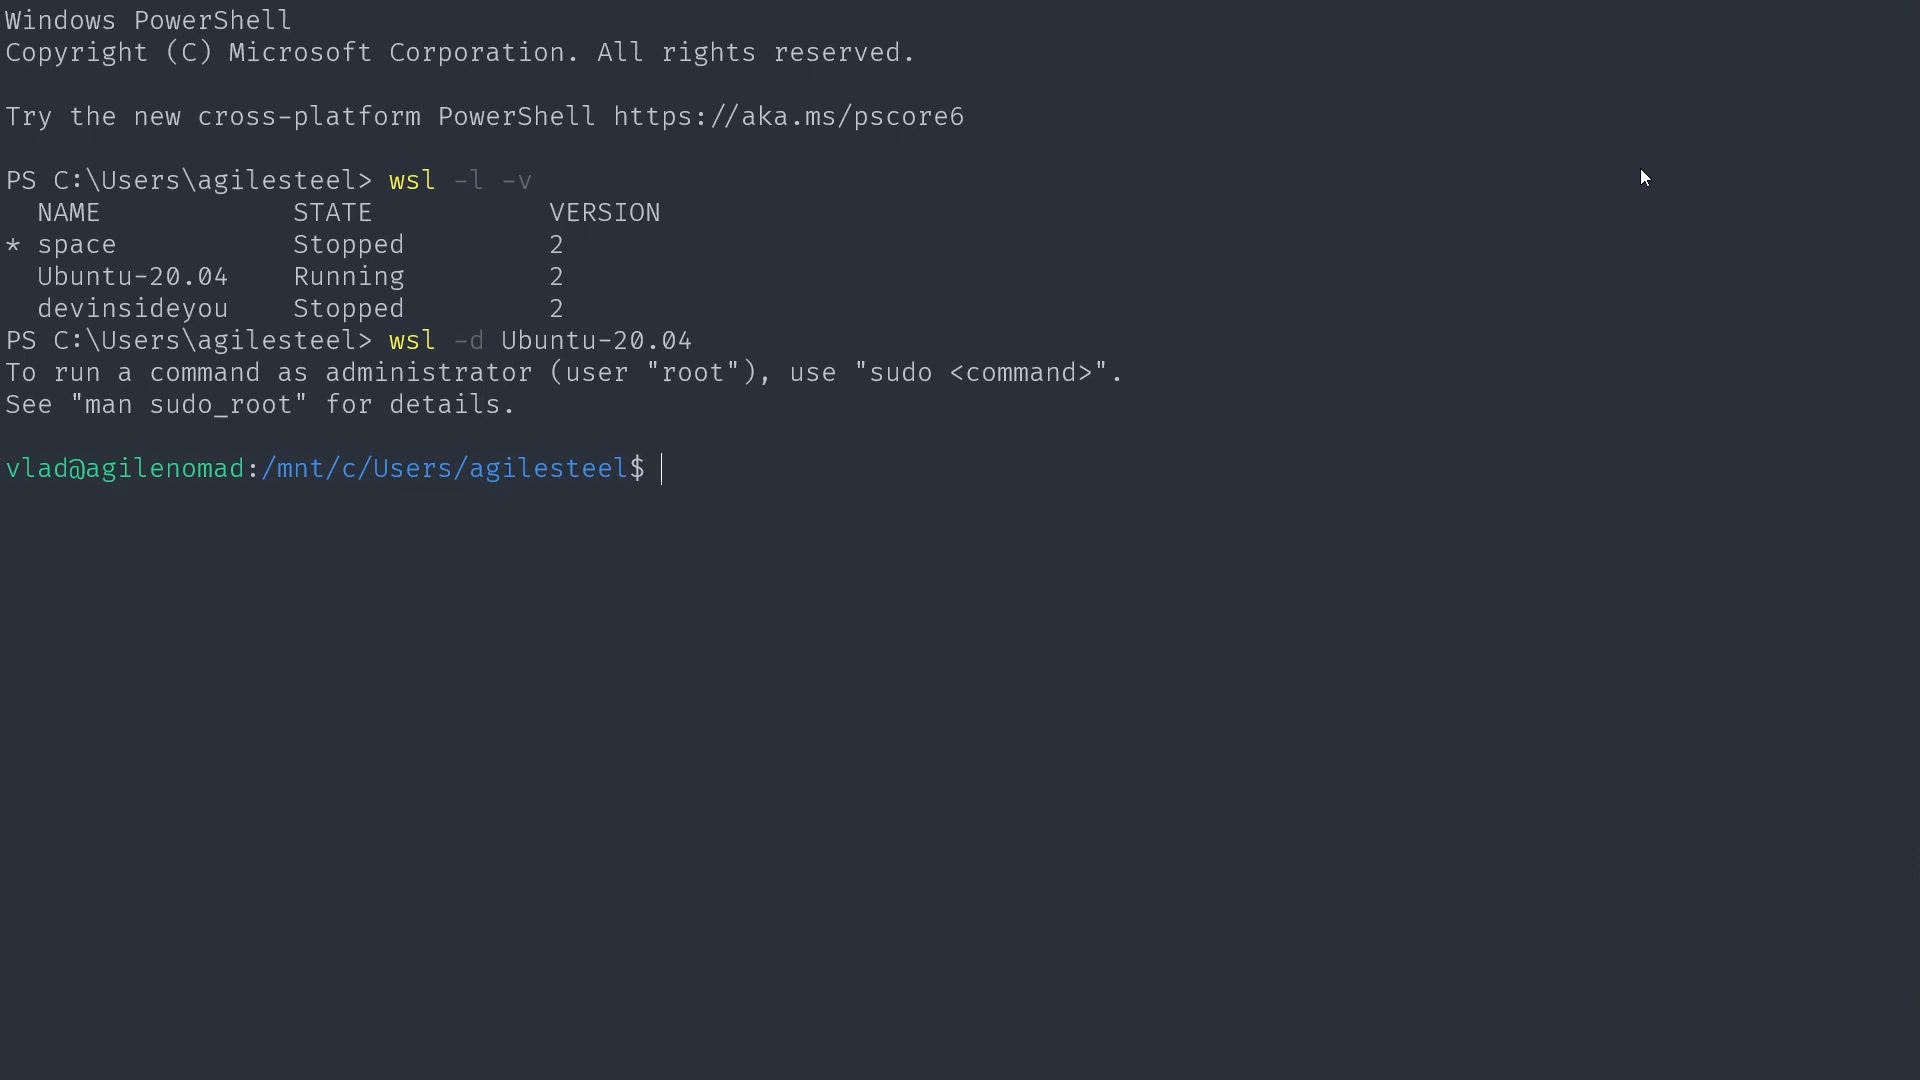 Windows PowerShell
Copyright (C) Microsoft Corporation. All rights reserved.
Try the new cross-platform PowerShell https://aka.ms/pscore6
PS C:\Users\agilesteel> wsl -l -v
  NAME            STATE           VERSION
* space           Stopped         2
  Ubuntu-20.04    Running         2
  devinsideyou    Stopped         2
PS C:\Users\agilesteel> wsl -d Ubuntu-20.04
To run a command as administrator (user "root"), use "sudo <command>".
See "man sudo_root" for details.
vlad@agilenomad:/mnt/c/Users/agilesteel$